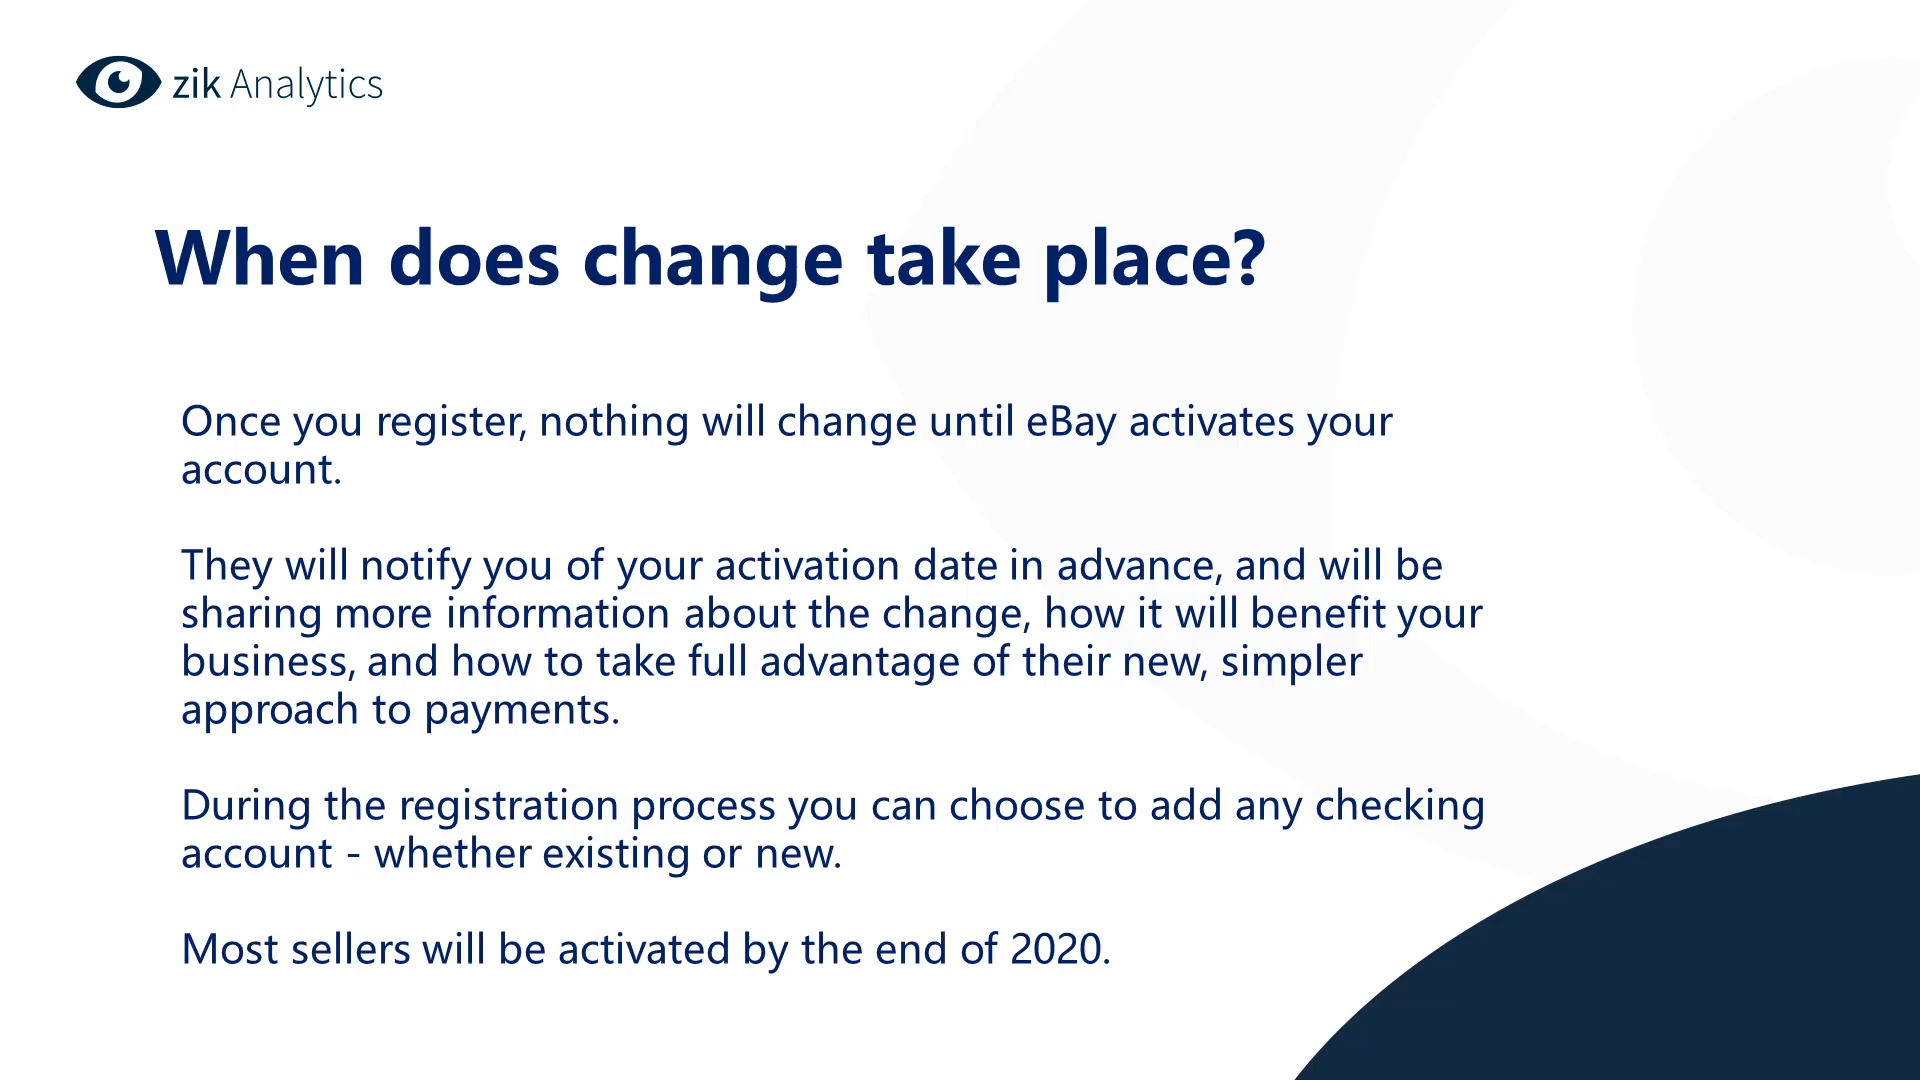 zik Analytics
When does change take place?
Once you register, nothing will change until eBay activates your
account.
They will notify you of your activation date in advance, and will be
sharing more information about the change, how it will benefit your
business, and how to take full advantage of their new, simpler
approach to payments.
During the registration process you can choose to add any checking
account - whether existing or new.
Most sellers will be activated by the end of 2020.